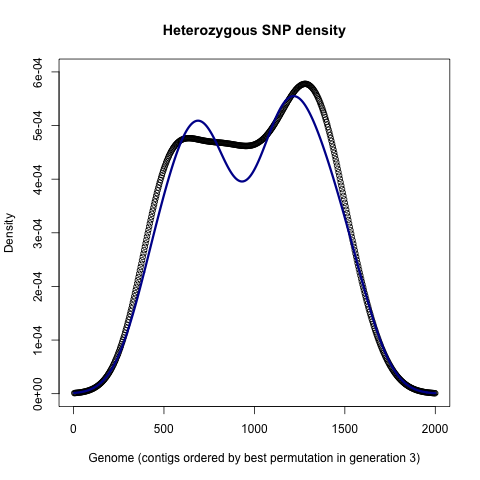 Heterozygous SNP density
Density
6e-04
5e-04
4e-04
3e-04
2e-04
1e-04
0e+00
0 500 1000 1500 2000
Genome (contigs ordered by best permutation in generation 3)